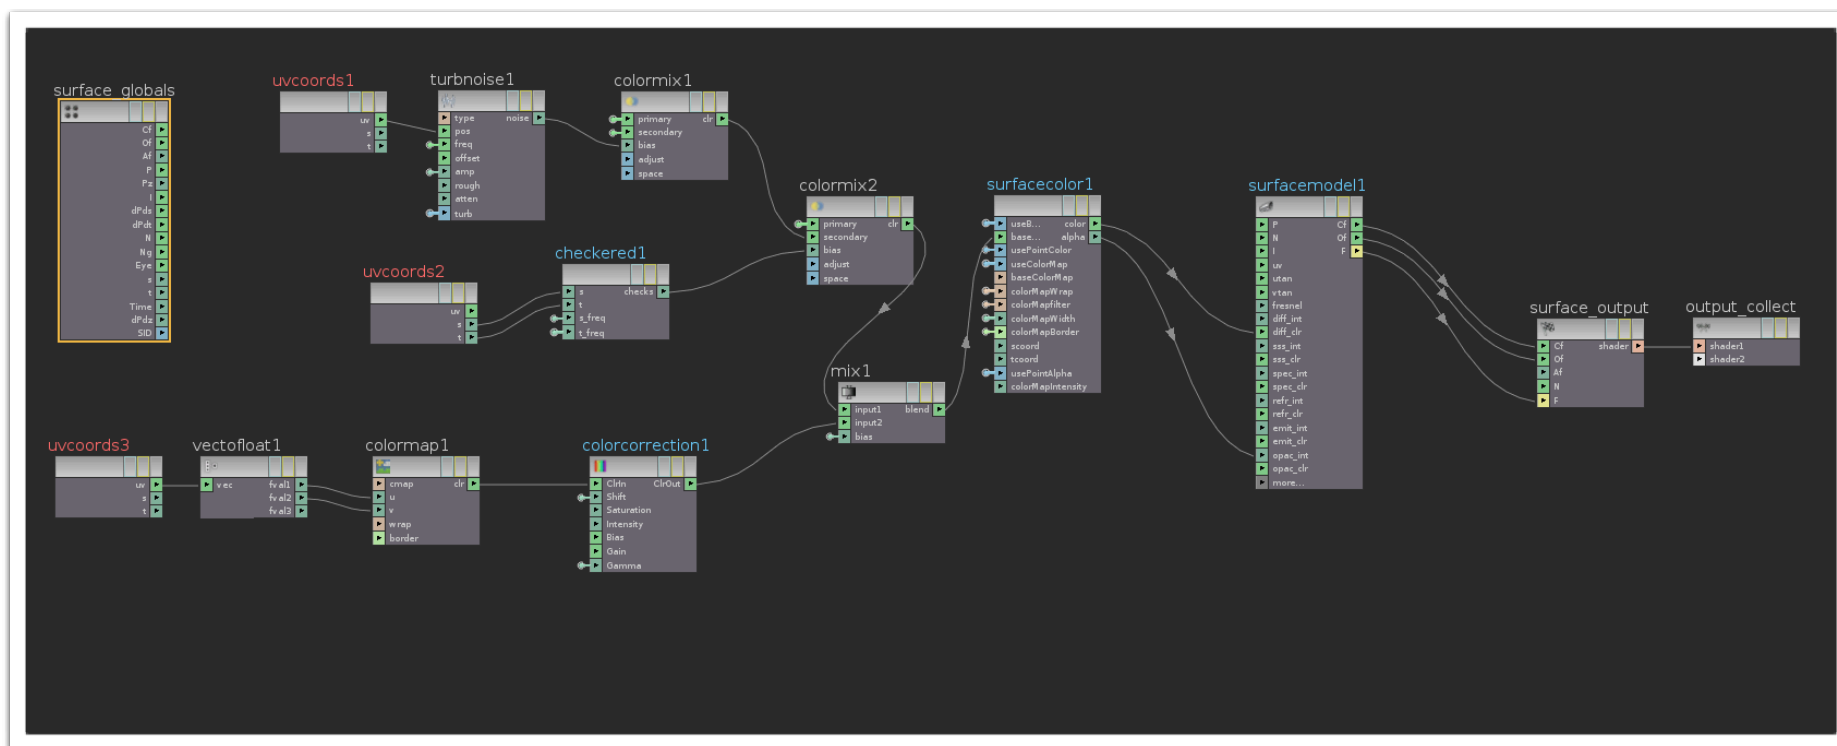 surface_globals
Cf
Of
Af
P
Pz
I
dPds
dPdt
N
Ng
Eye
s
t
Time
dPdz
SID
uvcoords1
uv
s
t
turbnoise1
type noise
pos
freq
offset
amp
rough
atten
turb
colormix1
primary clr
secondary
bias
adjust
space
uvcoords2
uv
s
t
checkered1
s checks
t
s_freq
t_freq
colormix2
primary clr
secondary
bias
adjust
space
uvcoords3
uv
s
t
vectofloat1
vec fval1
fval2
fval3
colormap1
cmap clr
u
v
wrap
border
colorcorrection1
ClrIn ClrOut
Shift
Saturation
Intensity
Bias
Gain
Gamma
mix1
input1 blend
input2
bias
surfacecolor1
useB... color
base... alpha
usePointColor
useColorMap
baseColorMap
colorMapWrap
colorMapfilter
colorMapWidth
colorMapBorder
scoord
tcoord
usePointAlpha
colorMapIntensity
surfacemodel1
P Cf
N Of
I F
uv
utan
vtan
fresnel
diff_int
diff_clr
sss_int
sss_clr
spec_int
spec_clr
refr_int
refr_clr
emit_int
emit_clr
opac_int
opac_clr
more...
surface_output
Cf shader
Of
Af
N
F
output_collect
shader1
shader2